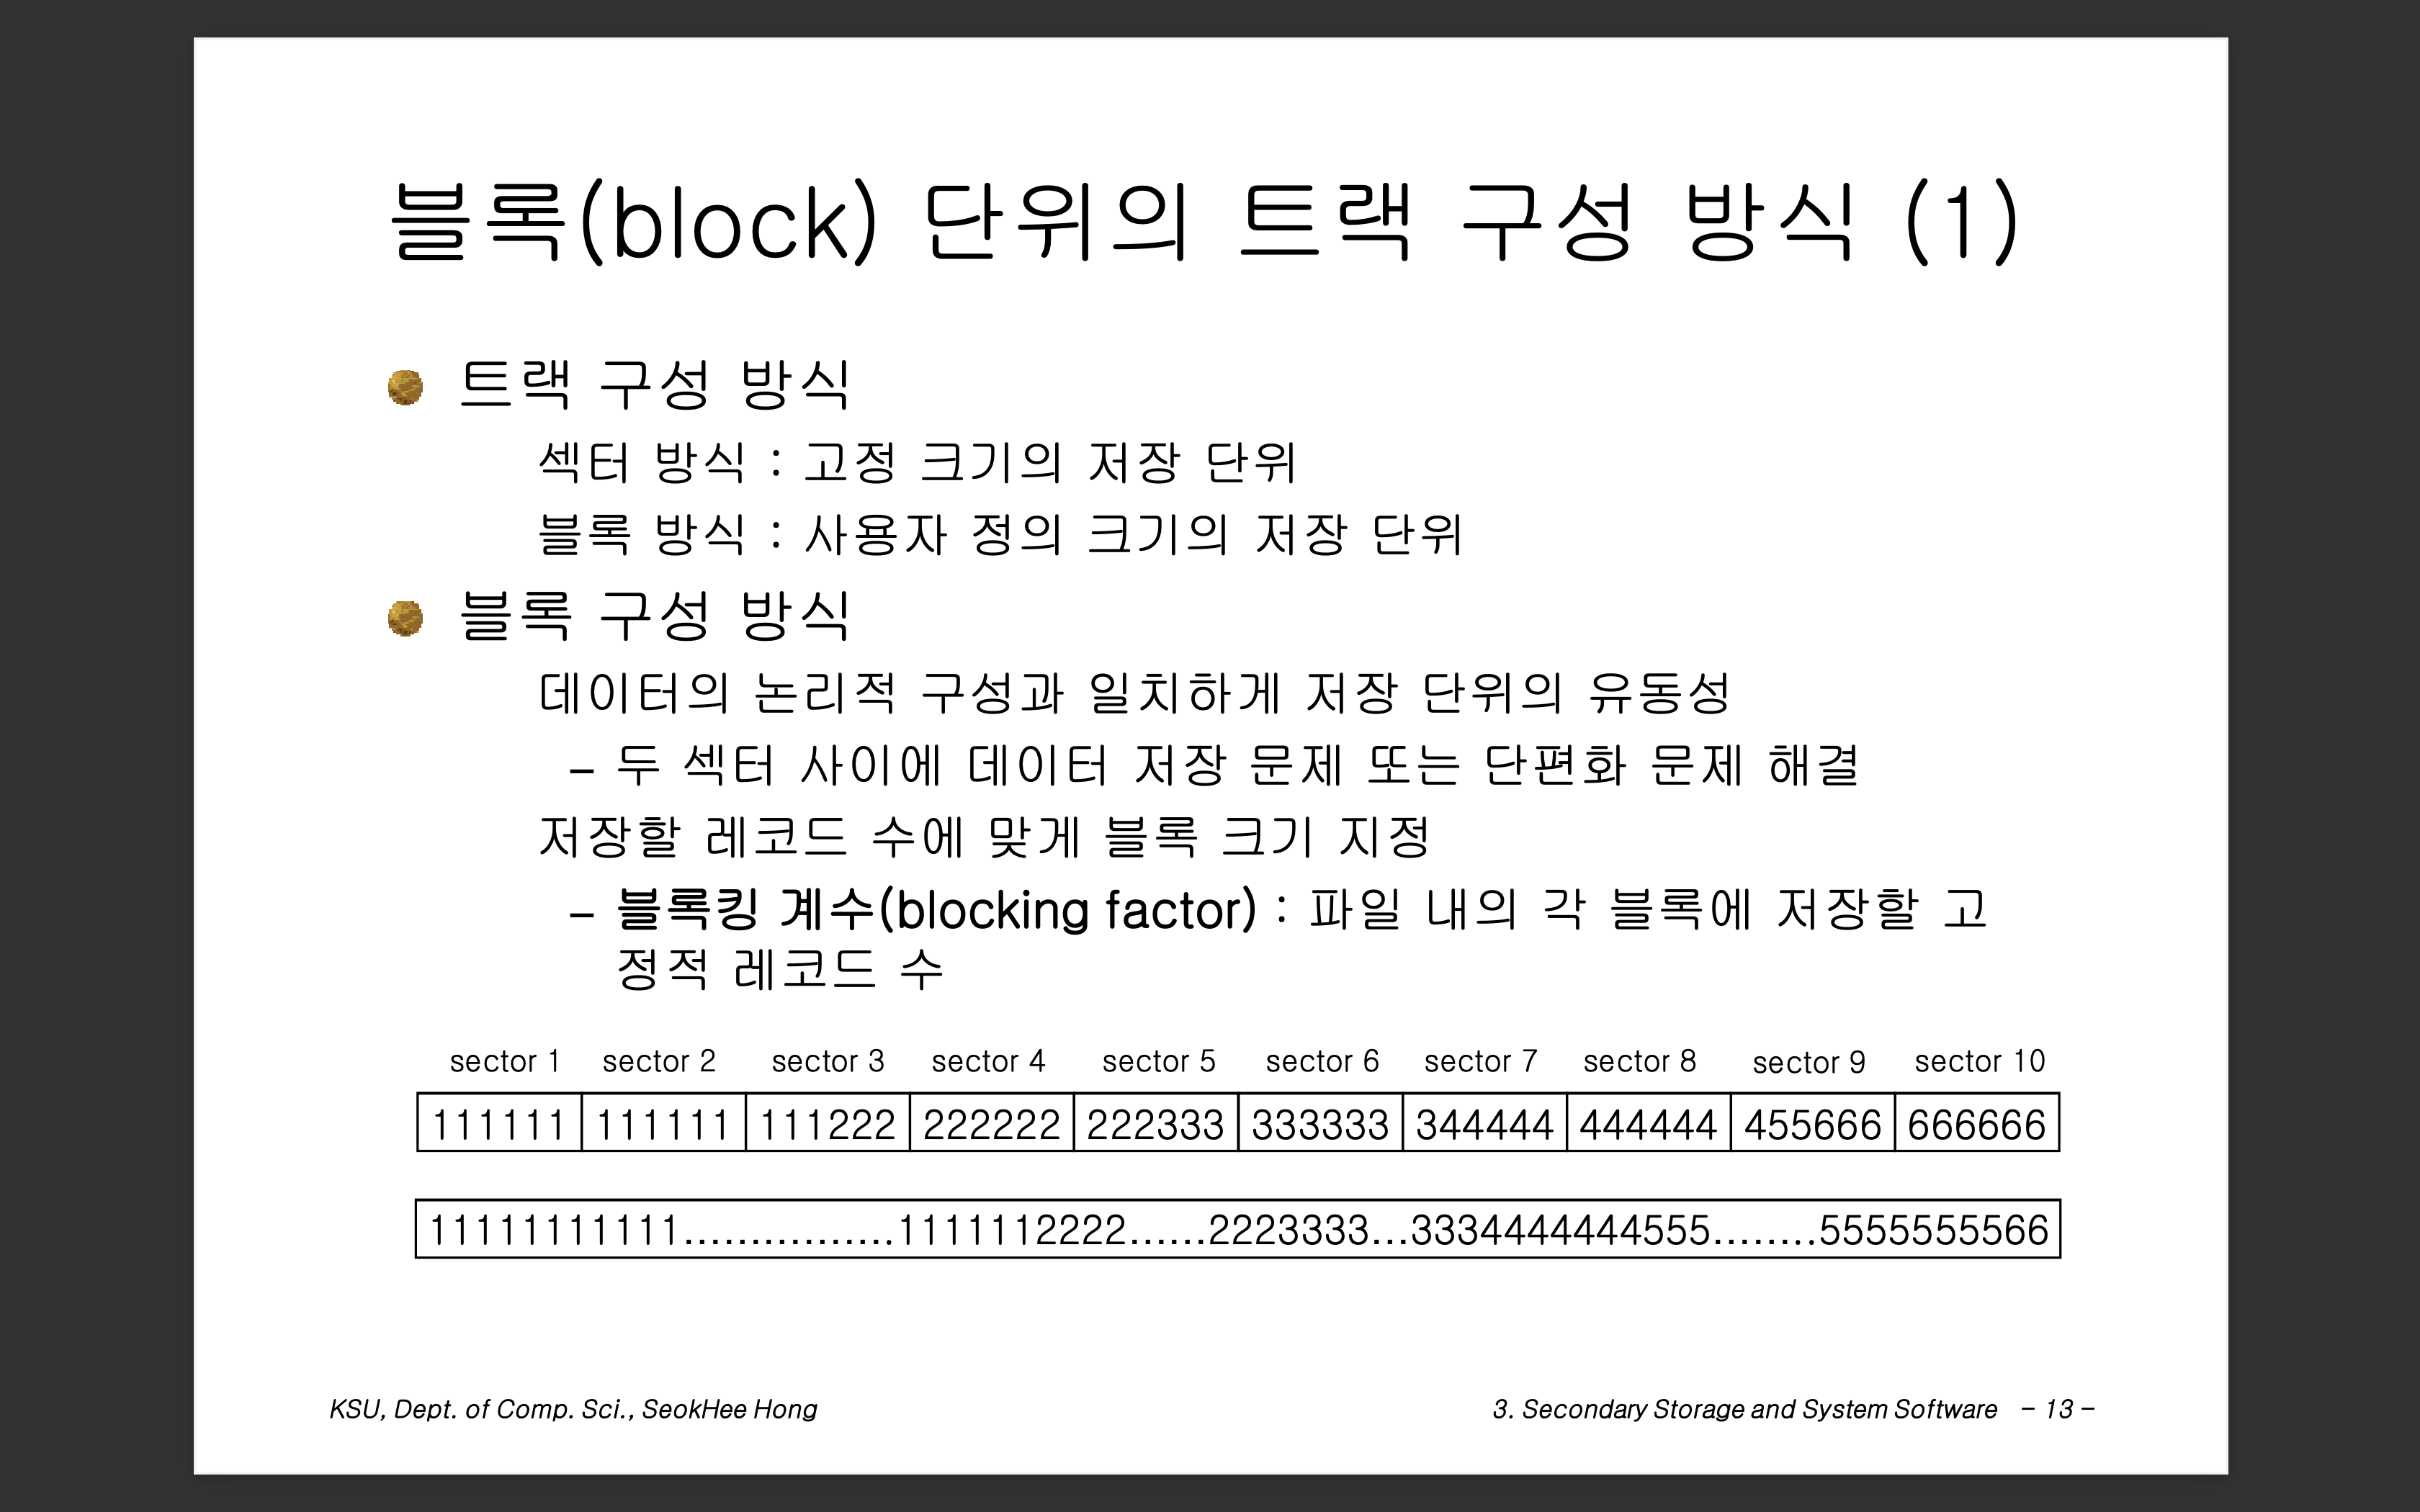 블록(block) 단위의 트랙 구성 방식 (1)
트랙 구성 방식
섹터 방식 : 고정 크기의 저장 단위
블록 방식 : 사용자 정의 크기의 저장 단위
블록 구성 방식
데이터의 논리적 구성과 일치하게 저장 단위의 유동성
– 두 섹터 사이에 데이터 저장 문제 또는 단편화 문제 해결
저장할 레코드 수에 맞게 블록 크기 지정
– 블록킹 계수(blocking factor) : 파일 내의 각 블록에 저장할 고
정적 레코드 수
sector 1 sector 2 sector 3 sector 4 sector 5 sector 6 sector 7 sector 8 sector 9 sector 10
111111 111111 111222 222222 222333 333333 344444 444444 455666 666666
11111111111................1111112222......2223333...3334444444555........5555555566
KSU, Dept. of Comp. Sci., SeokHee Hong
3. Secondary Storage and System Software – 13 –